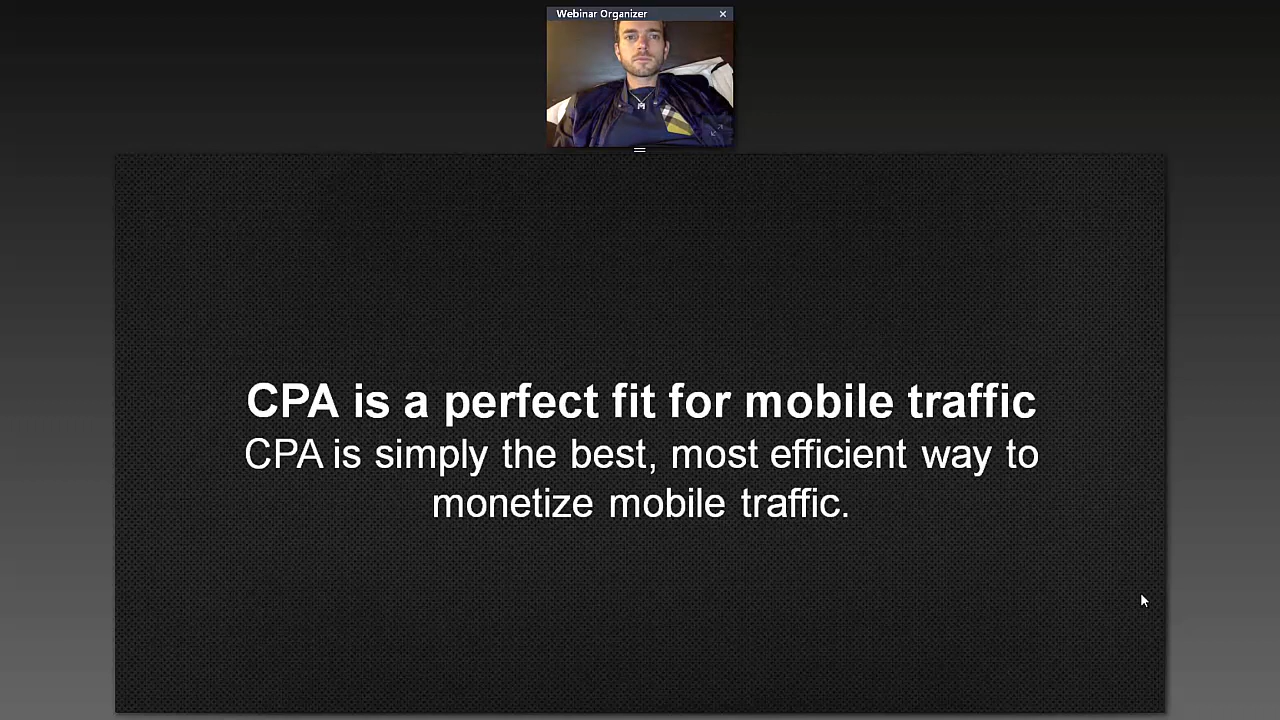 Webinar Organizer
CPA is a perfect fit for mobile traffic
CPA is simply the best, most efficient way to
monetize mobile traffic.